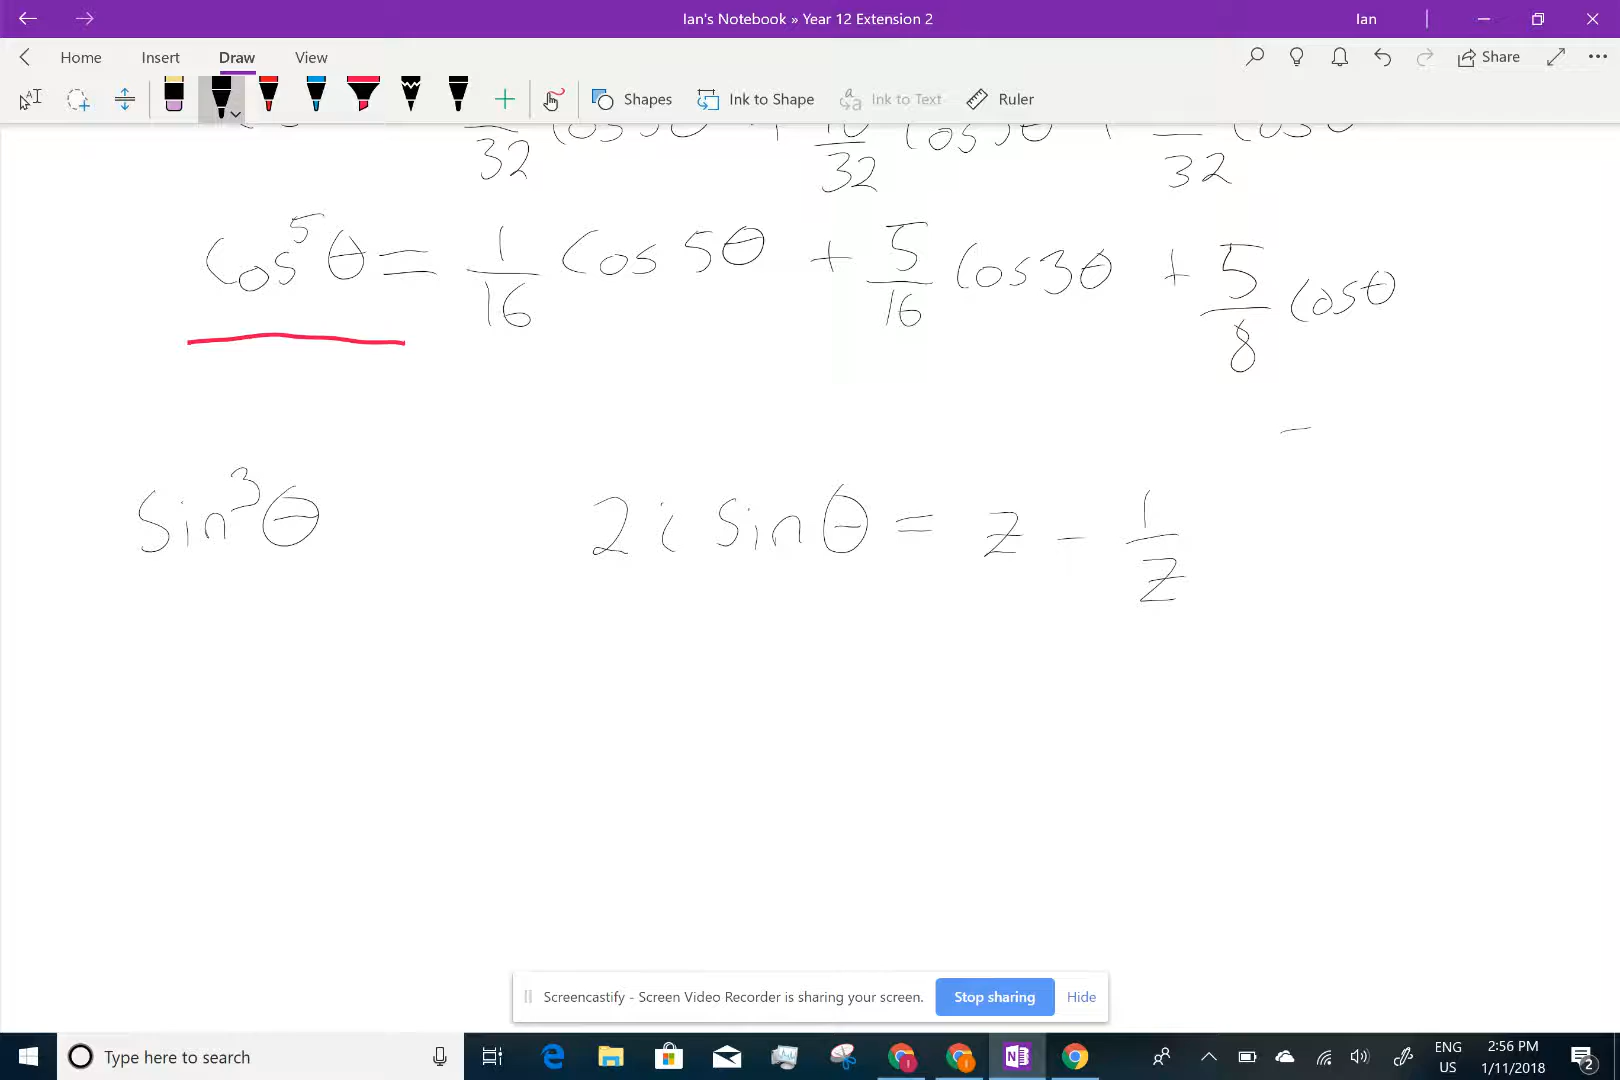 Ian's Notebook » Year 12 Extension 2
Ian
Home Insert Draw View
Share
Shapes Ink to Shape Ink to Text Ruler
32 32 32
cos⁵θ = 1/16 cos 5θ + 5/16 cos 3θ + 5/8 cosθ
sin³θ 2i sinθ = z - 1/z
Screencastify - Screen Video Recorder is sharing your screen. Stop sharing Hide
Type here to search
ENG
US
2:56 PM
1/11/2018
2